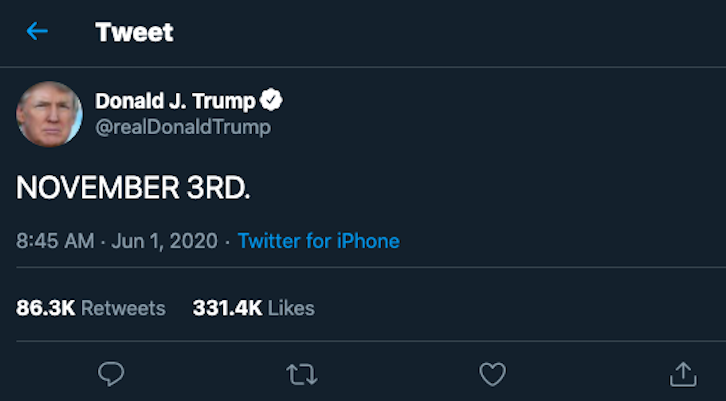 Tweet
Donald J. Trump
@realDonaldTrump
NOVEMBER 3RD.
8:45 AM · Jun 1, 2020 · Twitter for iPhone
86.3K Retweets 331.4K Likes